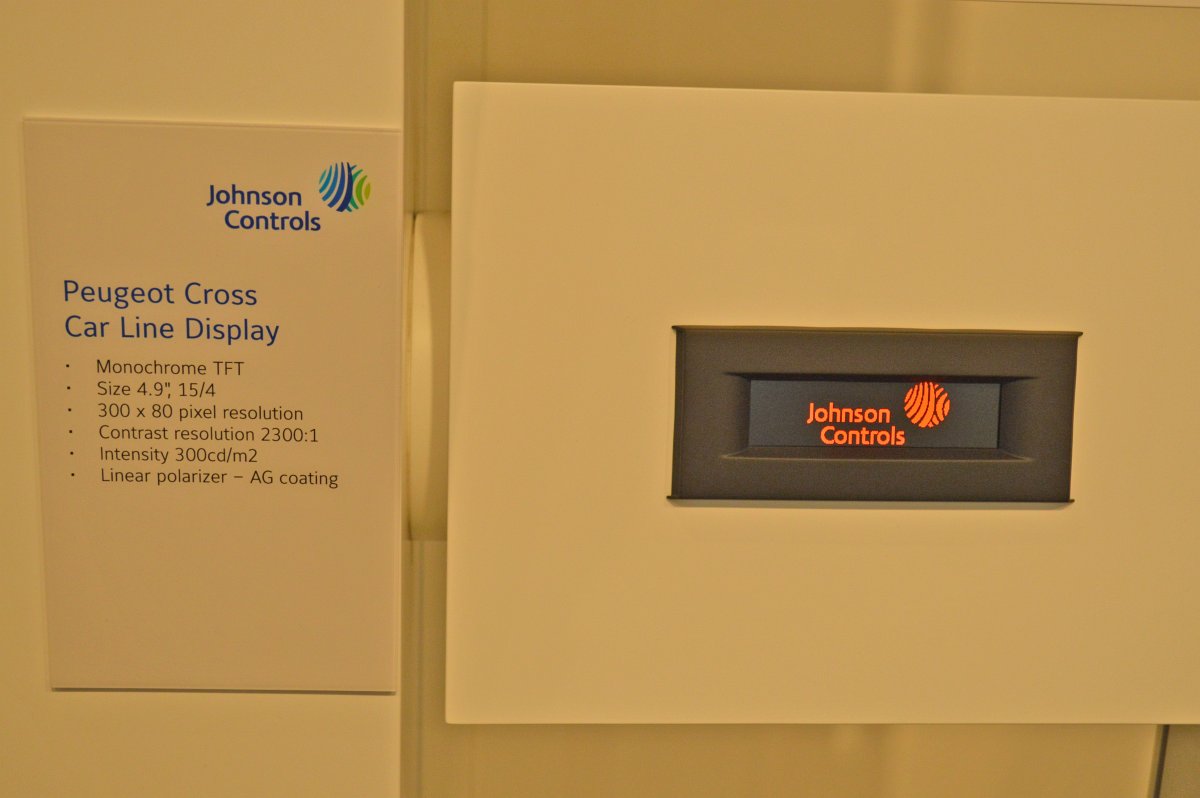 Johnson
Controls
Peugeot Cross
Car Line Display
· Monochrome TFT
· Size 4.9", 15/4
· 300 x 80 pixel resolution
· Contrast resolution 2300:1
· Intensity 300cd/m2
· Linear polarizer – AG coating
Johnson
Controls